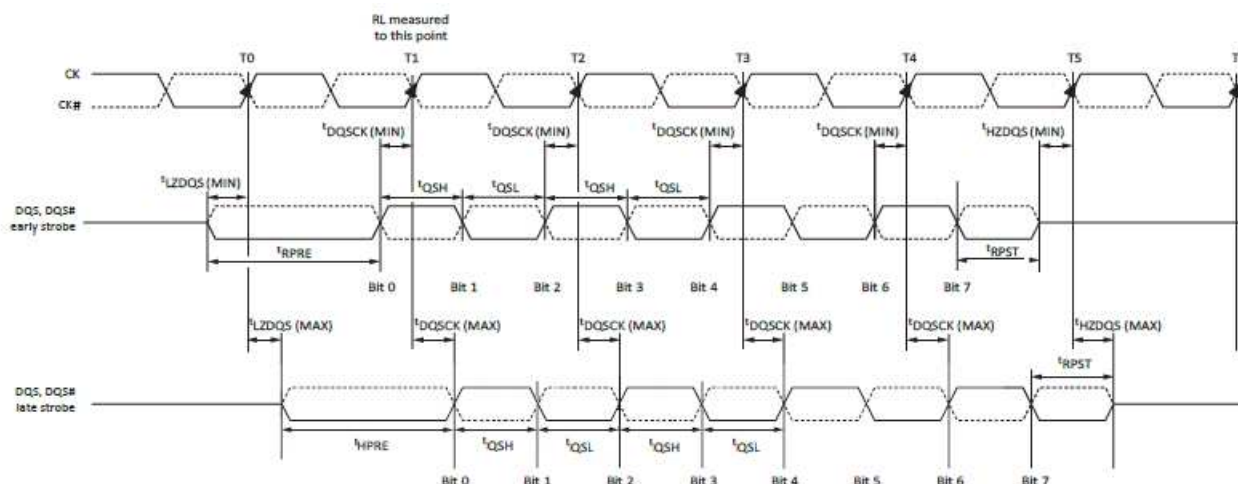 RL measured
to this point
T0 T1 T2 T3 T4 T5 T
CK
CK#
tDQSCK (MIN) tDQSCK (MIN) tDQSCK (MIN) tDQSCK (MIN) tHZDQS (MIN)
tLZDQS (MIN)
tQSH tQSL tQSH tQSL
DQS, DQS#
early strobe
tRPRE tRPST
Bit 0 Bit 1 Bit 2 Bit 3 Bit 4 Bit 5 Bit 6 Bit 7
tLZDQS (MAX) tDQSCK (MAX) tDQSCK (MAX) tDQSCK (MAX) tDQSCK (MAX) tHZDQS (MAX)
tRPST
DQS, DQS#
late strobe
tHPRE tQSH tQSL tQSH tQSL
Bit 0 Bit 1 Bit 2 Bit 3 Bit 4 Bit 5 Bit 6 Bit 7